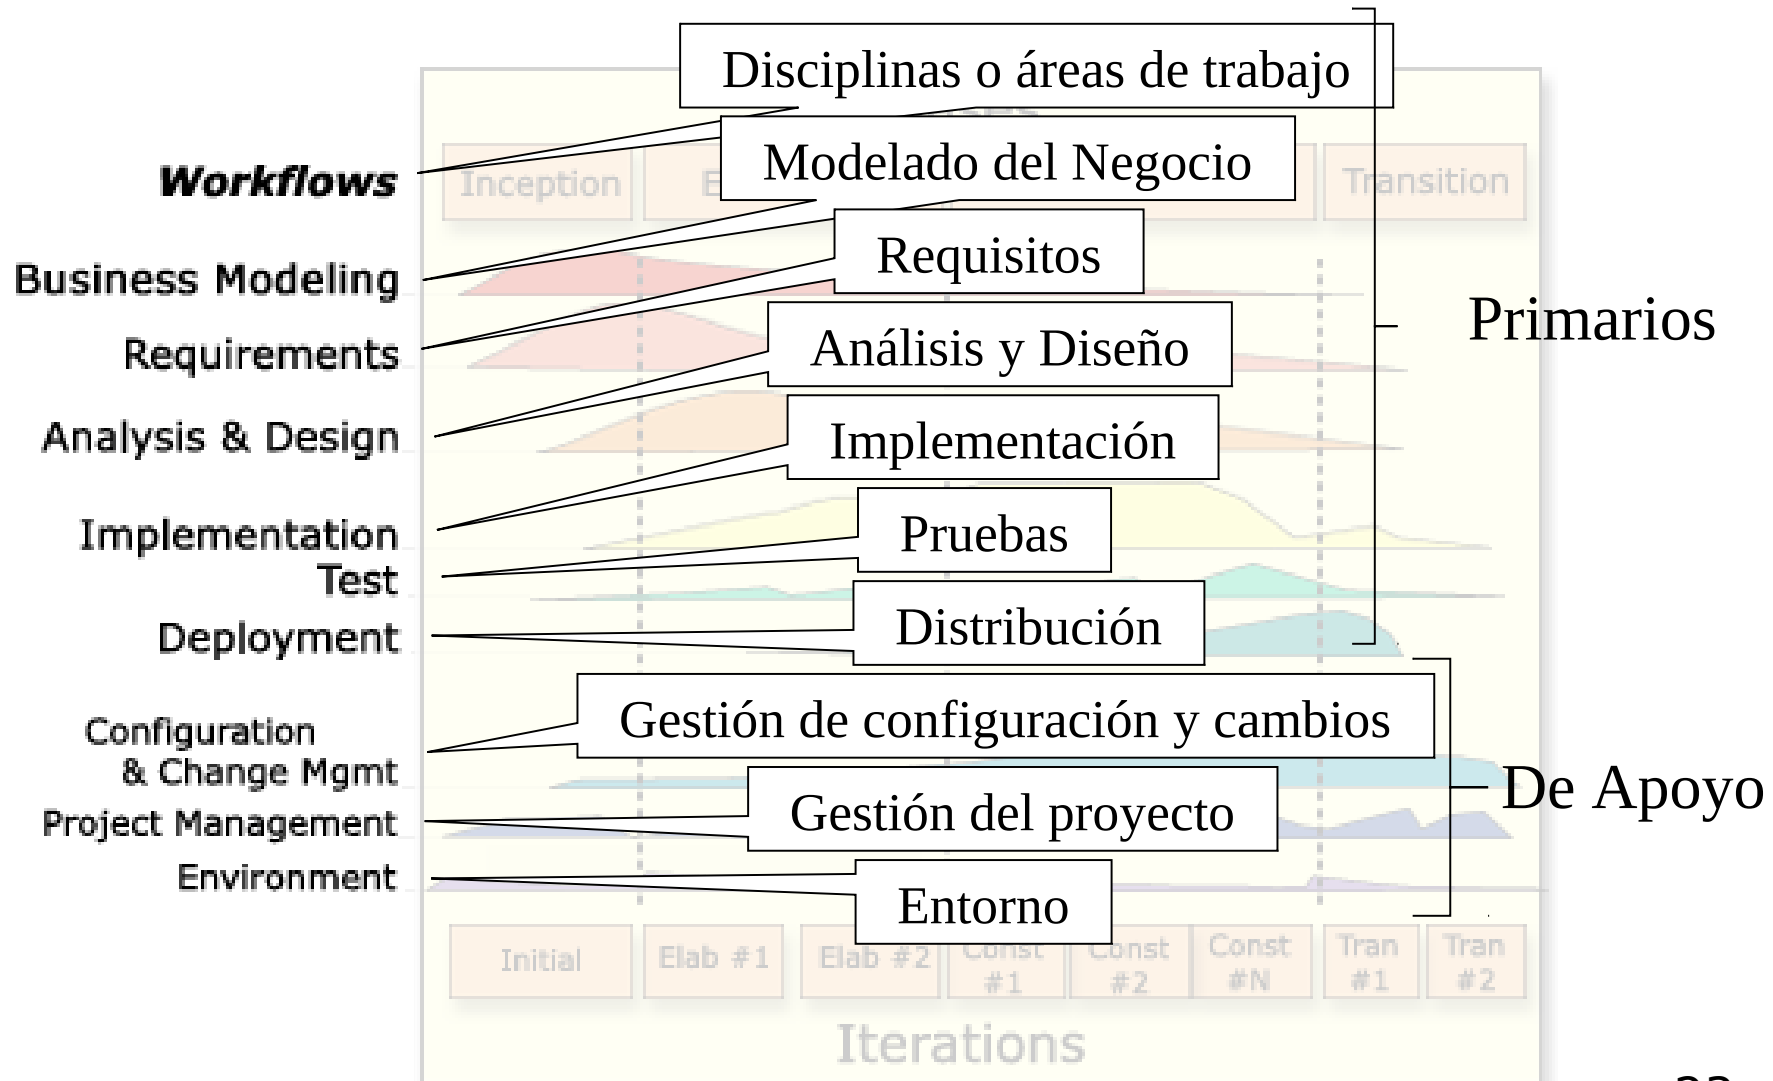 Disciplinas o áreas de trabajo
Workflows
Modelado del Negocio
Inception
Transition
Business Modeling
Requisitos
Requirements
Análisis y Diseño
Primarios
Analysis & Design
Implementación
Implementation
Pruebas
Test
Deployment
Distribución
Configuration
& Change Mgmt
Gestión de configuración y cambios
De Apoyo
Project Management
Gestión del proyecto
Environment
Entorno
Initial
Elab #1
Elab #2
Const
#1
Const
#2
Const
#N
Tran
#1
Tran
#2
Iterations